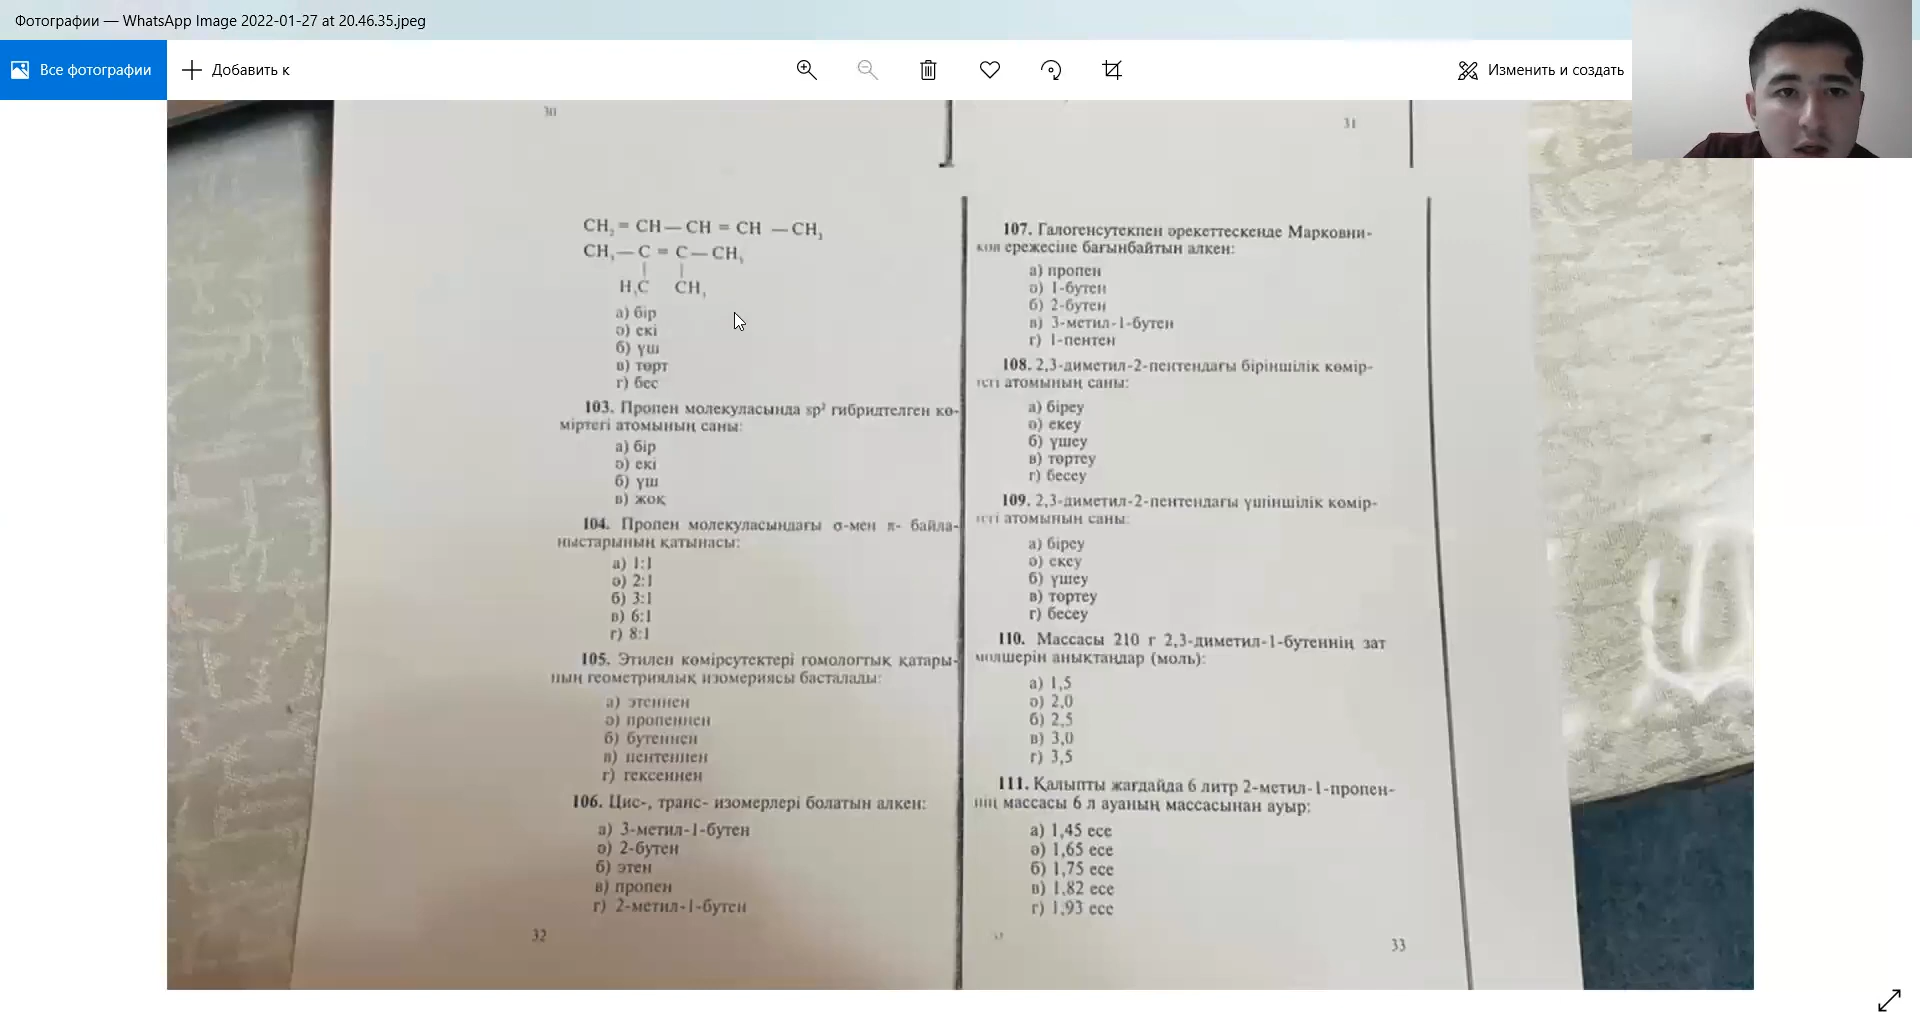 Фотографии — WhatsApp Image 2022-01-27 at 20.46.35.jpeg
Все фотографии
Добавить к
Изменить и создать
30
31
CH₂ = CH — CH = CH — CH₃
CH₃ — C = C — CH₃
H₃C CH₃
а) бір
ә) екі
б) үш
в) төрт
г) бес
103. Пропен молекуласында sp² гибридтелген кө-
міртегі атомының саны:
а) бір
ә) екі
б) үш
в) жоқ
104. Пропен молекуласындағы σ-мен π- байла-
ныстарының қатынасы:
а) 1:1
ә) 2:1
б) 3:1
в) 6:1
г) 8:1
105. Этилен көмірсутектері гомологтық қатары-
ның геометриялық изомериясы басталады:
а) этеннен
ә) пропеннен
б) бутеннен
в) пентеннен
г) гексеннен
106. Цис-, транс- изомерлері болатын алкен:
а) 3-метил-1-бутен
ә) 2-бутен
б) этен
в) пропен
г) 2-метил-1-бутен
32
107. Галогенсутекпен әрекеттескенде Марковни-
ков ережесіне бағынбайтын алкен:
а) пропен
ә) 1-бутен
б) 2-бутен
в) 3-метил-1-бутен
г) 1-пентен
108. 2,3-диметил-2-пентендағы біріншілік көмір-
тегі атомының саны:
а) біреу
ә) екеу
б) үшеу
в) төртеу
г) бесеу
109. 2,3-диметил-2-пентендағы үшіншілік көмір-
тегі атомының саны:
а) біреу
ә) екеу
б) үшеу
в) төртеу
г) бесеу
110. Массасы 210 г 2,3-диметил-1-бутеннің зат
мөлшерін анықтаңдар (моль):
а) 1,5
ә) 2,0
б) 2,5
в) 3,0
г) 3,5
111. Қалыпты жағдайда 6 литр 2-метил-1-пропен-
нің массасы 6 л ауаның массасынан ауыр:
а) 1,45 есе
ә) 1,65 есе
б) 1,75 есе
в) 1,82 есе
г) 1,93 есе
33